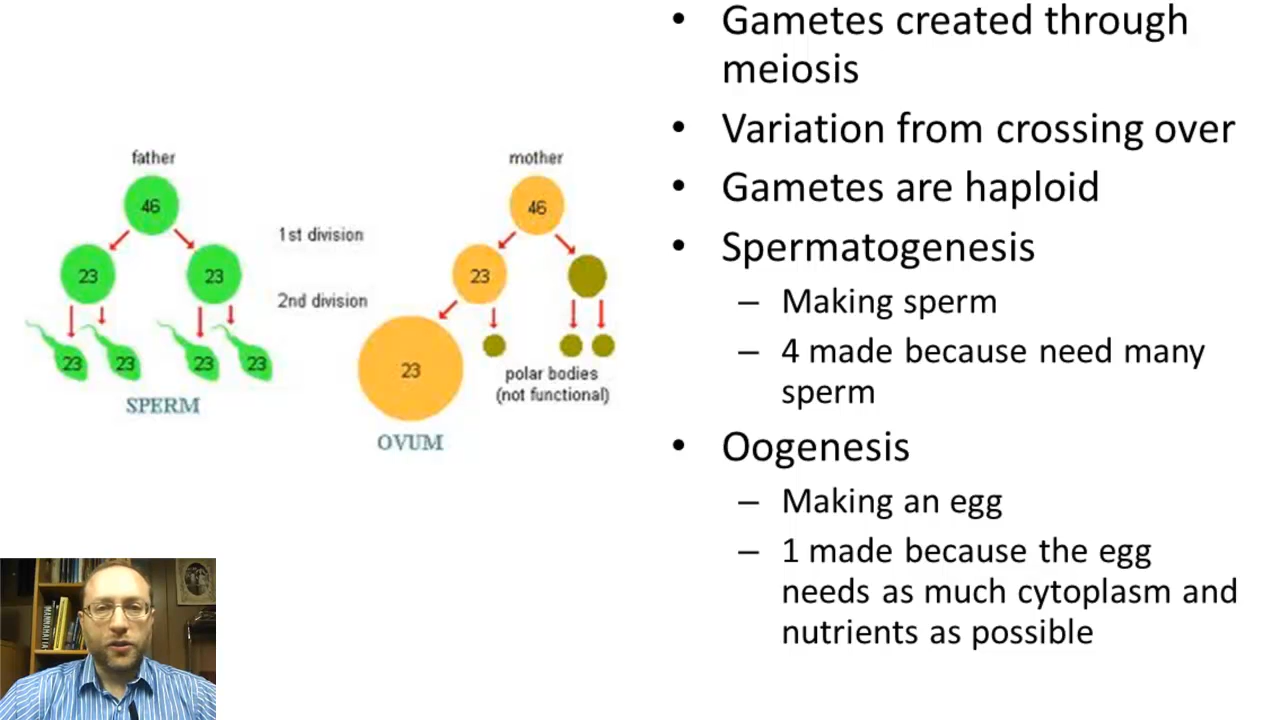 father
46
23
23
23
23
23
23
SPERM
1st division
2nd division
mother
46
23
23
polar bodies
(not functional)
OVUM
• Gametes created through
meiosis
• Variation from crossing over
• Gametes are haploid
• Spermatogenesis
– Making sperm
– 4 made because need many
sperm
• Oogenesis
– Making an egg
– 1 made because the egg
needs as much cytoplasm and
nutrients as possible
MANNAHATTA